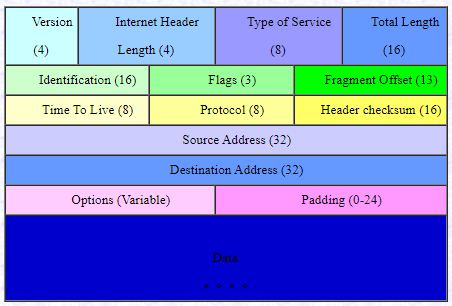 Version Internet Header Type of Service Total Length
(4) Length (4) (8) (16)
Identification (16) Flags (3) Fragment Offset (13)
Time To Live (8) Protocol (8) Header checksum (16)
Source Address (32)
Destination Address (32)
Options (Variable) Padding (0-24)
Data